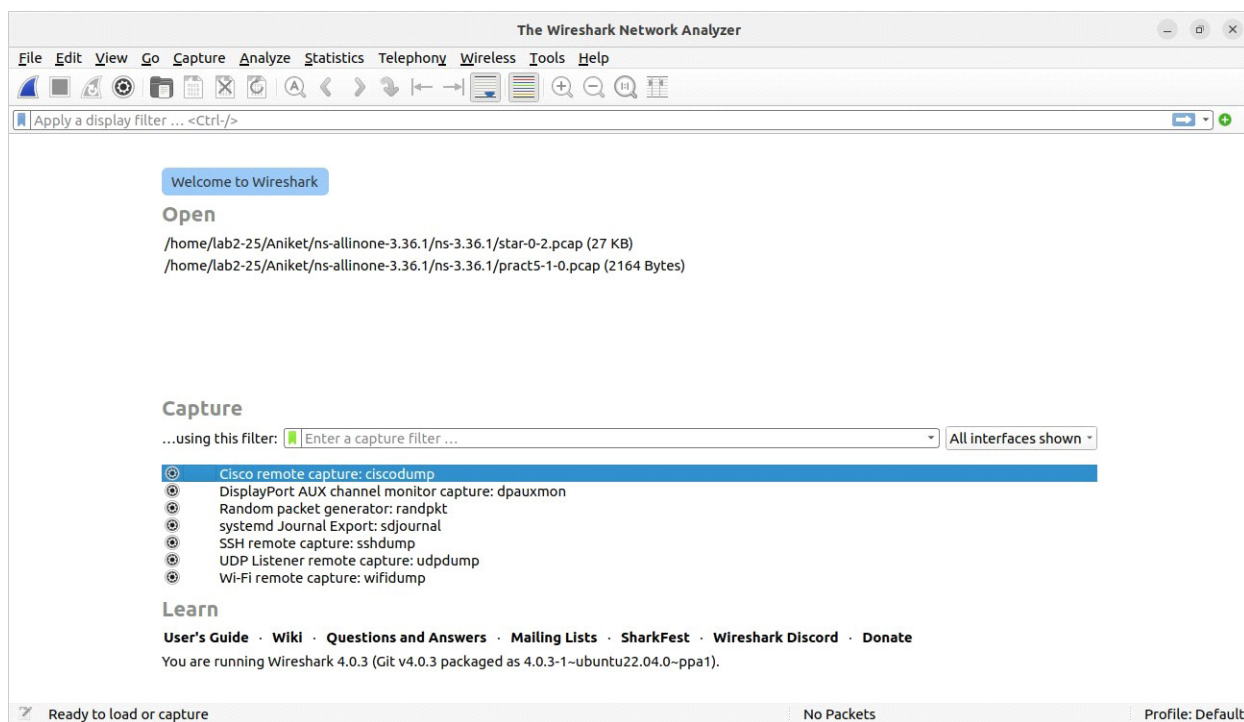 The Wireshark Network Analyzer
File Edit View Go Capture Analyze Statistics Telephony Wireless Tools Help
Apply a display filter … <Ctrl-/>
Welcome to Wireshark
Open
/home/lab2-25/Aniket/ns-allinone-3.36.1/ns-3.36.1/star-0-2.pcap (27 KB)
/home/lab2-25/Aniket/ns-allinone-3.36.1/ns-3.36.1/pract5-1-0.pcap (2164 Bytes)
Capture
…using this filter: Enter a capture filter … All interfaces shown
Cisco remote capture: ciscodump
DisplayPort AUX channel monitor capture: dpauxmon
Random packet generator: randpkt
systemd Journal Export: sdjournal
SSH remote capture: sshdump
UDP Listener remote capture: udpdump
Wi-Fi remote capture: wifidump
Learn
User's Guide · Wiki · Questions and Answers · Mailing Lists · SharkFest · Wireshark Discord · Donate
You are running Wireshark 4.0.3 (Git v4.0.3 packaged as 4.0.3-1~ubuntu22.04.0~ppa1).
Ready to load or capture No Packets Profile: Default